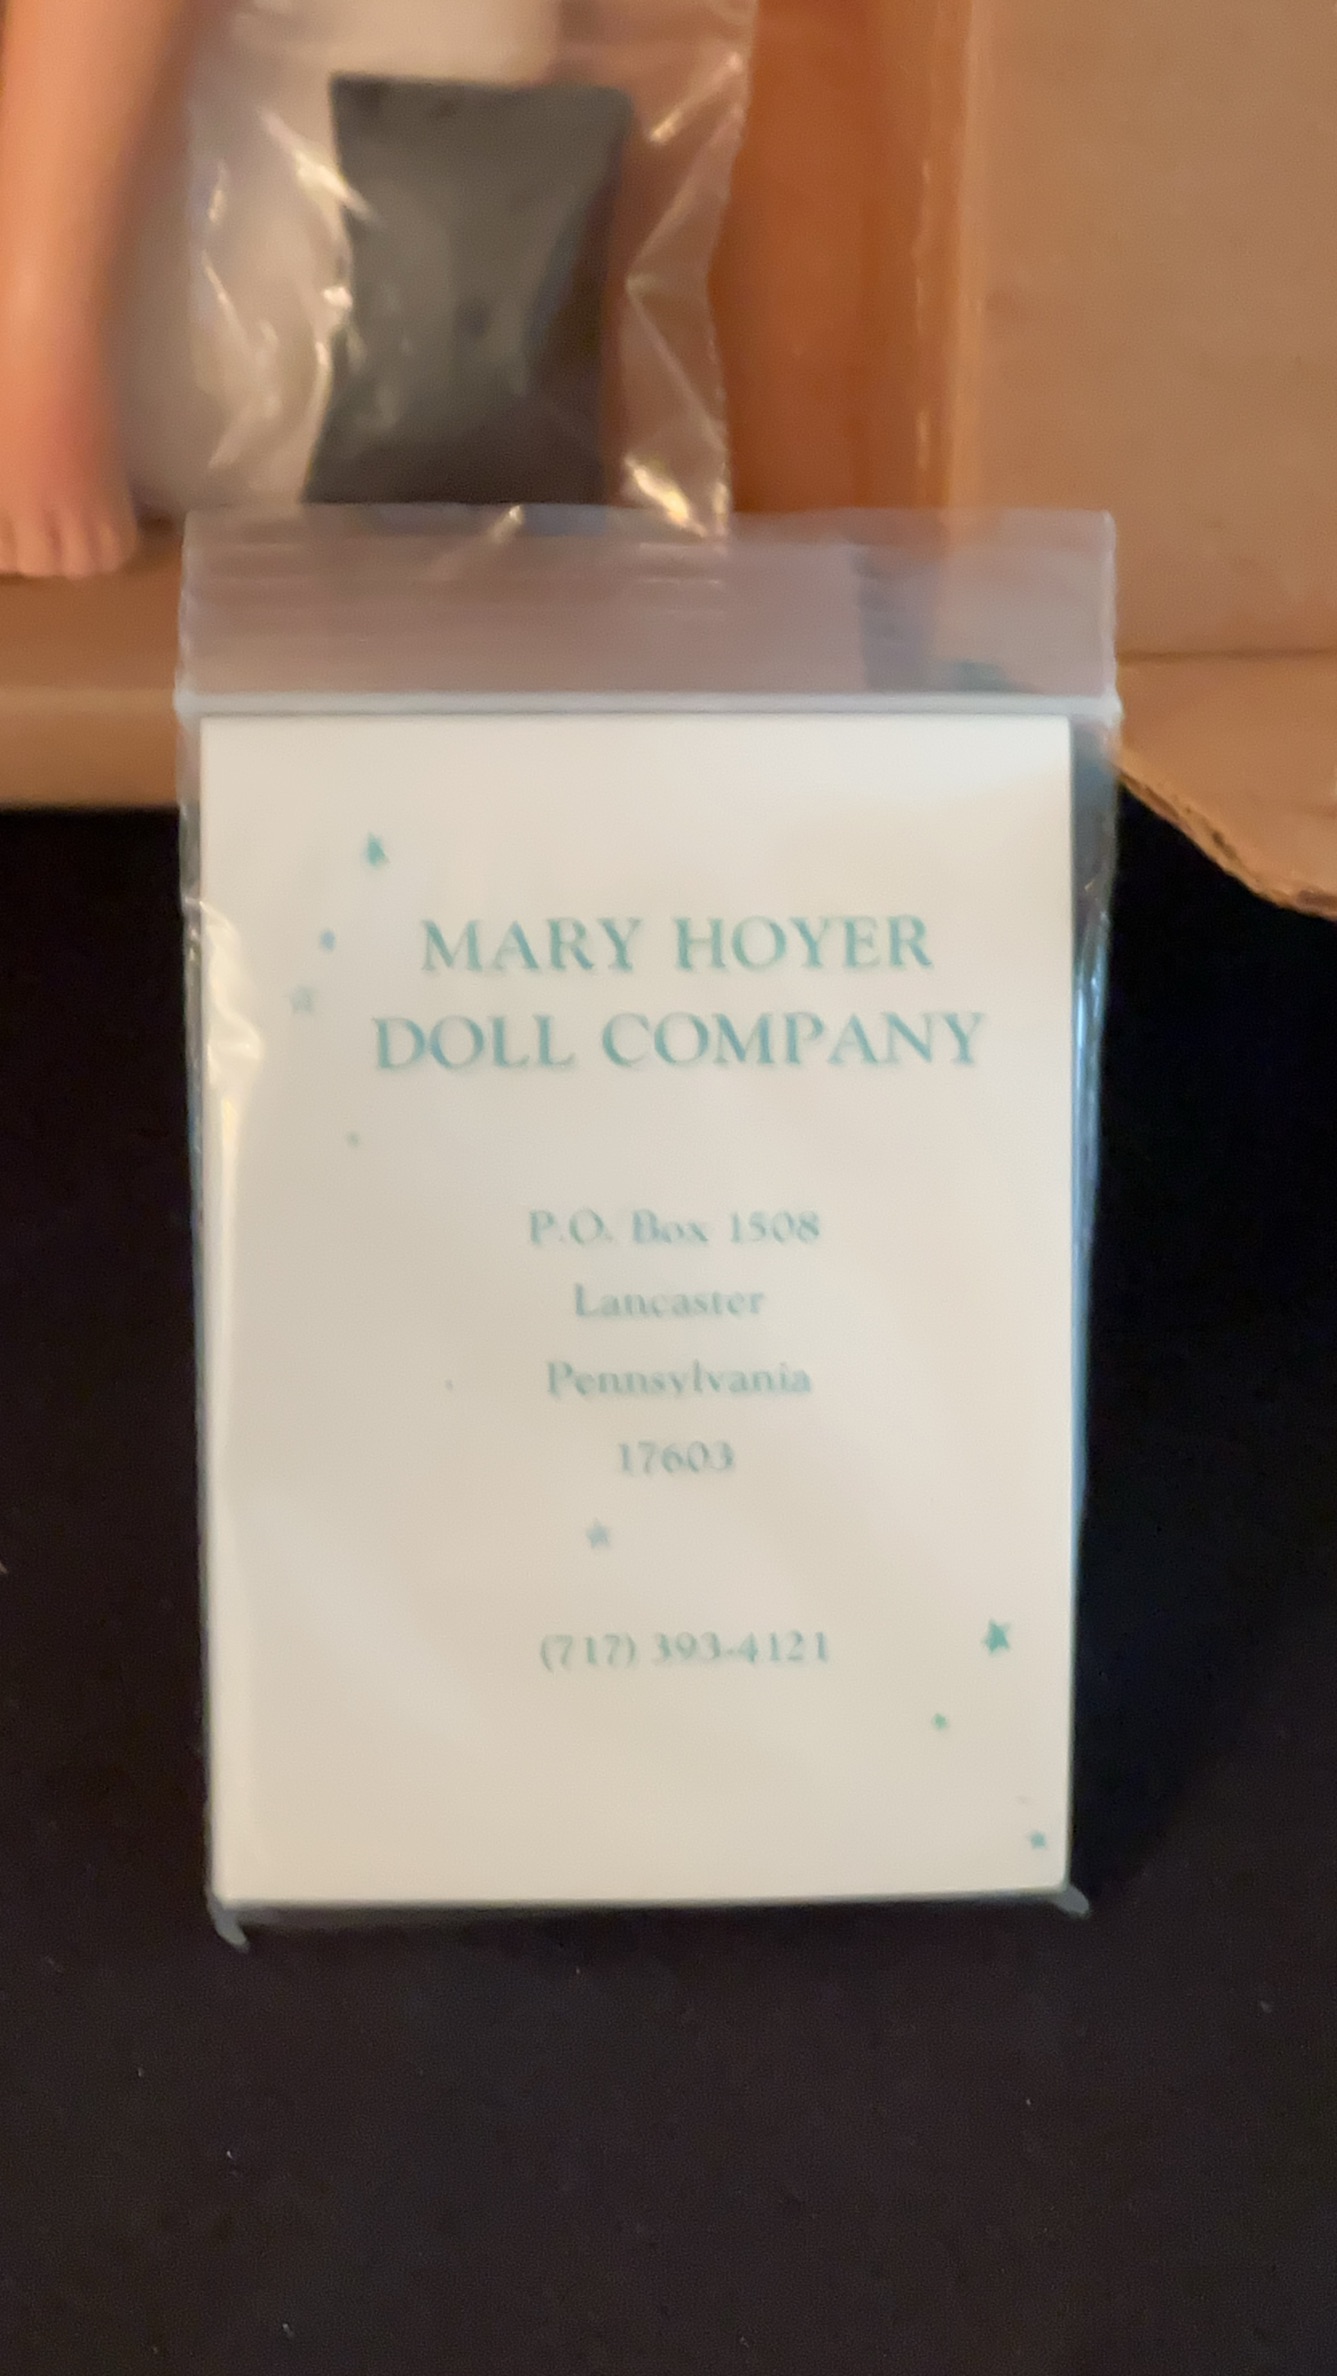 MARY HOYER
DOLL COMPANY
P.O. Box 1508
Lancaster
Pennsylvania
17603
(717) 393-4121